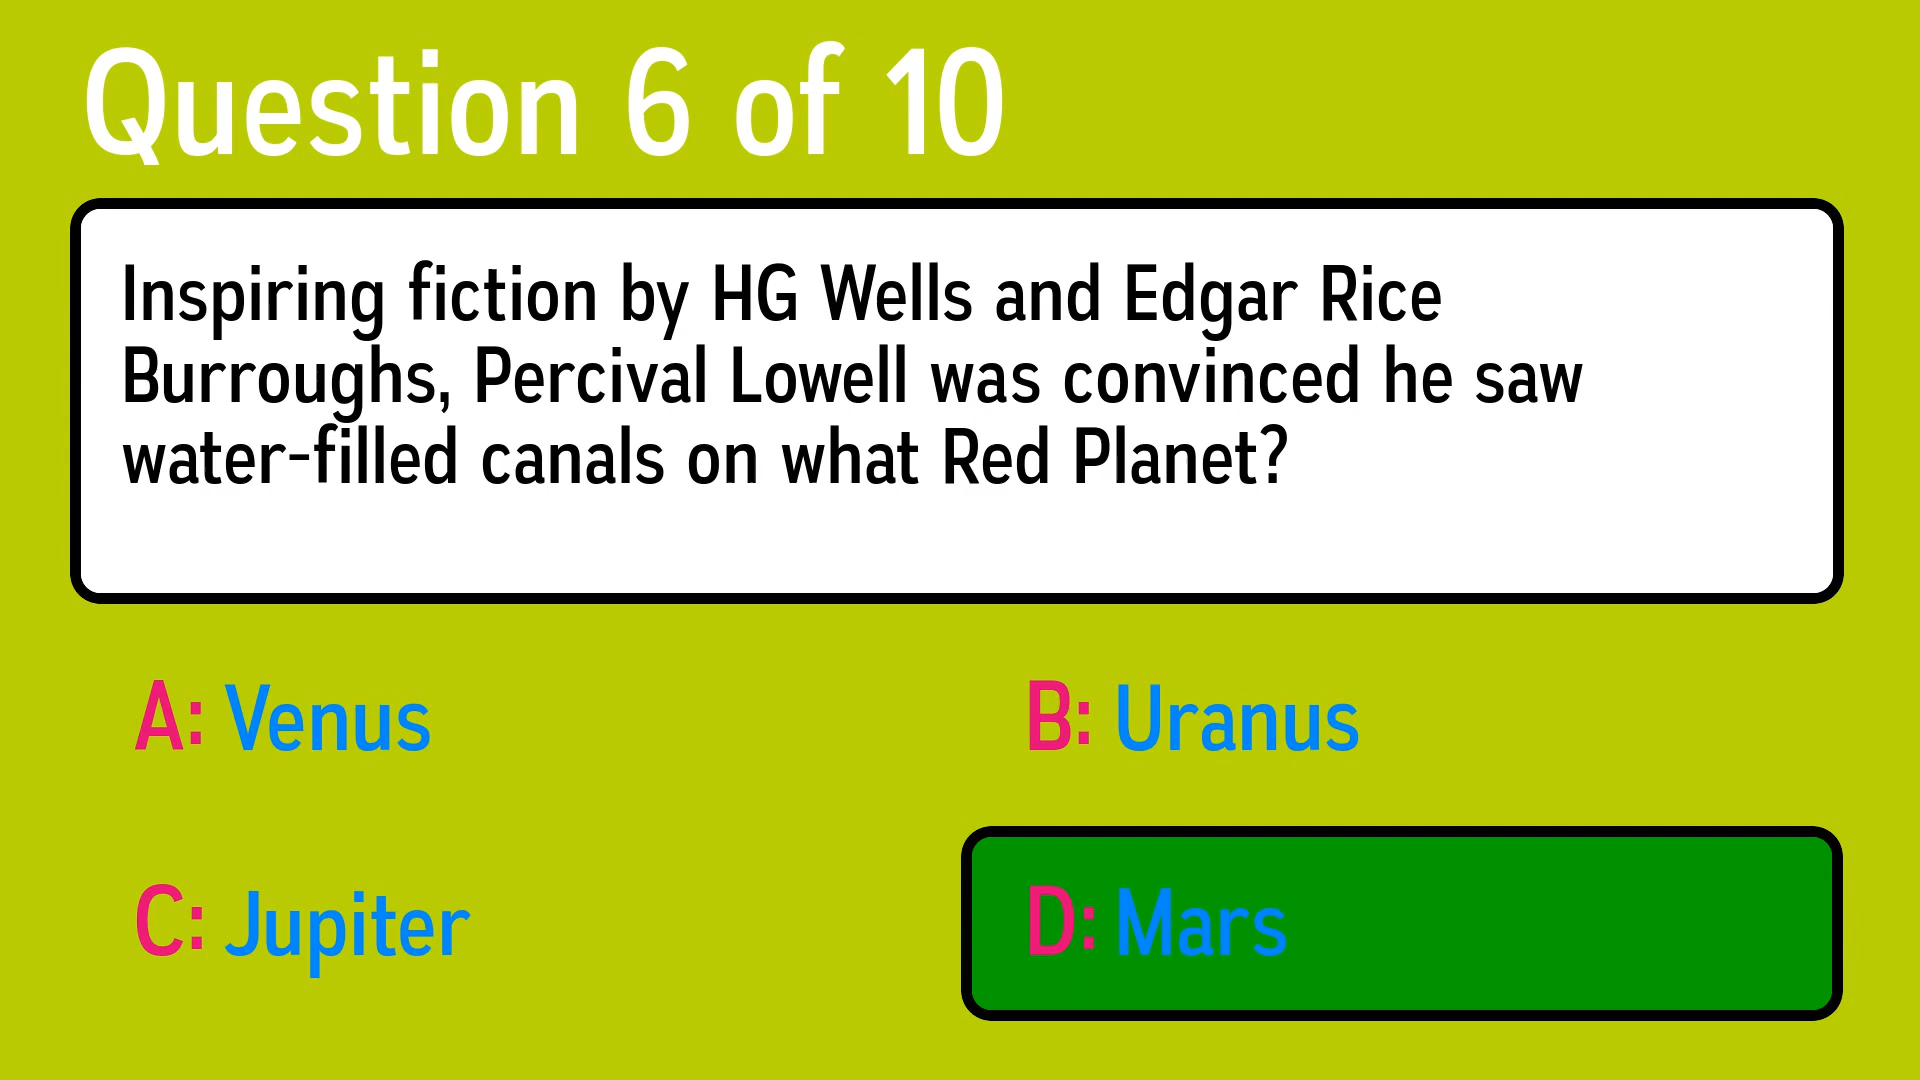 Question 6 of 10
Inspiring fiction by HG Wells and Edgar Rice
Burroughs, Percival Lowell was convinced he saw
water-filled canals on what Red Planet?
A: Venus
B: Uranus
C: Jupiter
D: Mars